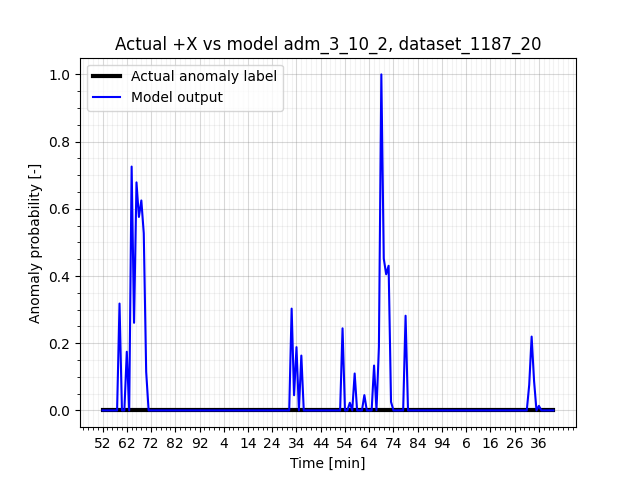 Actual +X vs model adm_3_10_2, dataset_1187_20
Actual anomaly label
Model output
Anomaly probability [-]
1.0
0.8
0.6
0.4
0.2
0.0
52 62 72 82 92 4 14 24 34 44 54 64 74 84 94 6 16 26 36
Time [min]